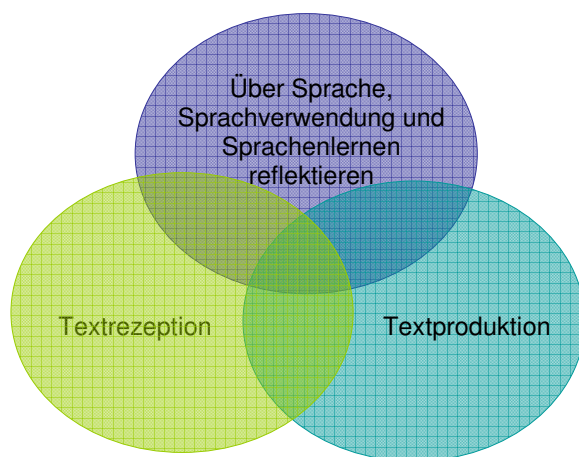 Über Sprache,
Sprachverwendung und
Sprachenlernen
reflektieren
Textrezeption
Textproduktion